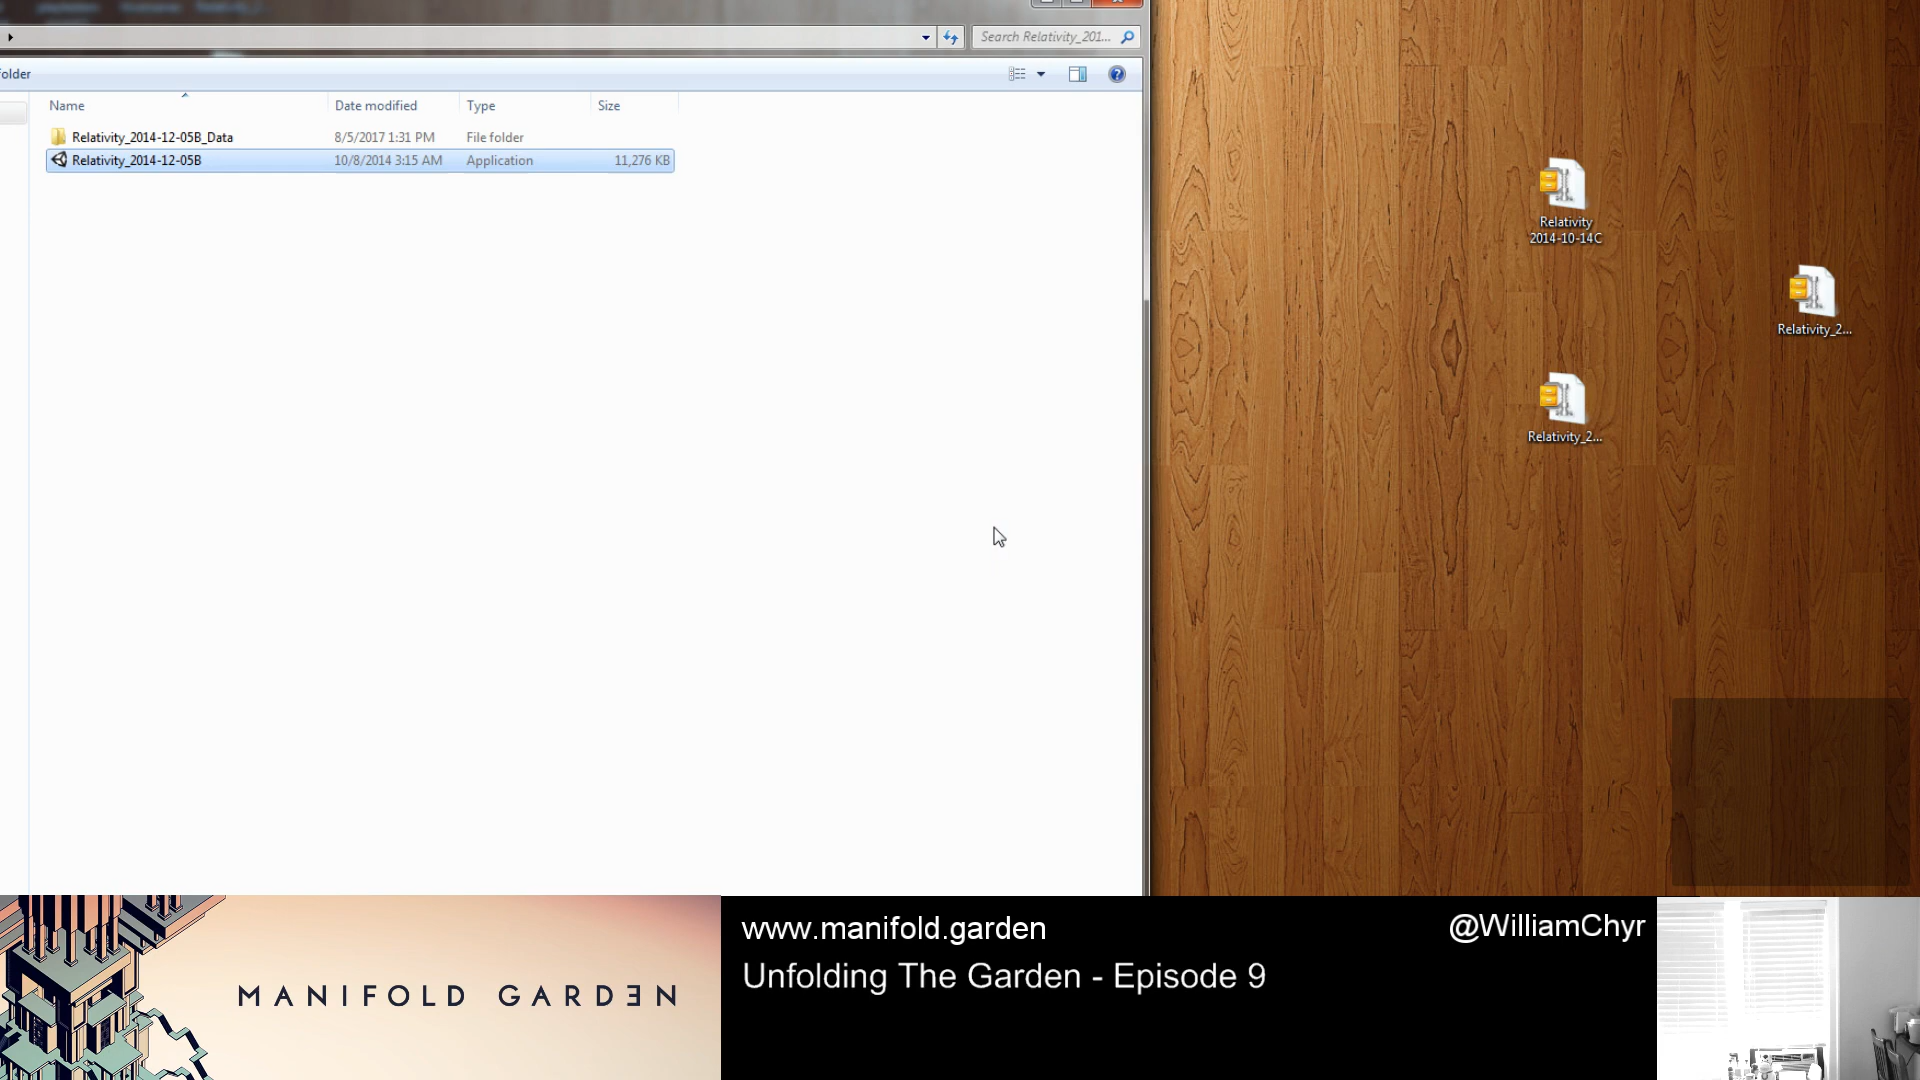 Search Relativity_201...
older
Name Date modified Type Size
Relativity_2014-12-05B_Data 8/5/2017 1:31 PM File folder
Relativity_2014-12-05B 10/8/2014 3:15 AM Application 11,276 KB
Relativity
2014-10-14C
Relativity_2...
Relativity_2...
MANIFOLD GARDEN
www.manifold.garden
@WilliamChyr
Unfolding The Garden - Episode 9